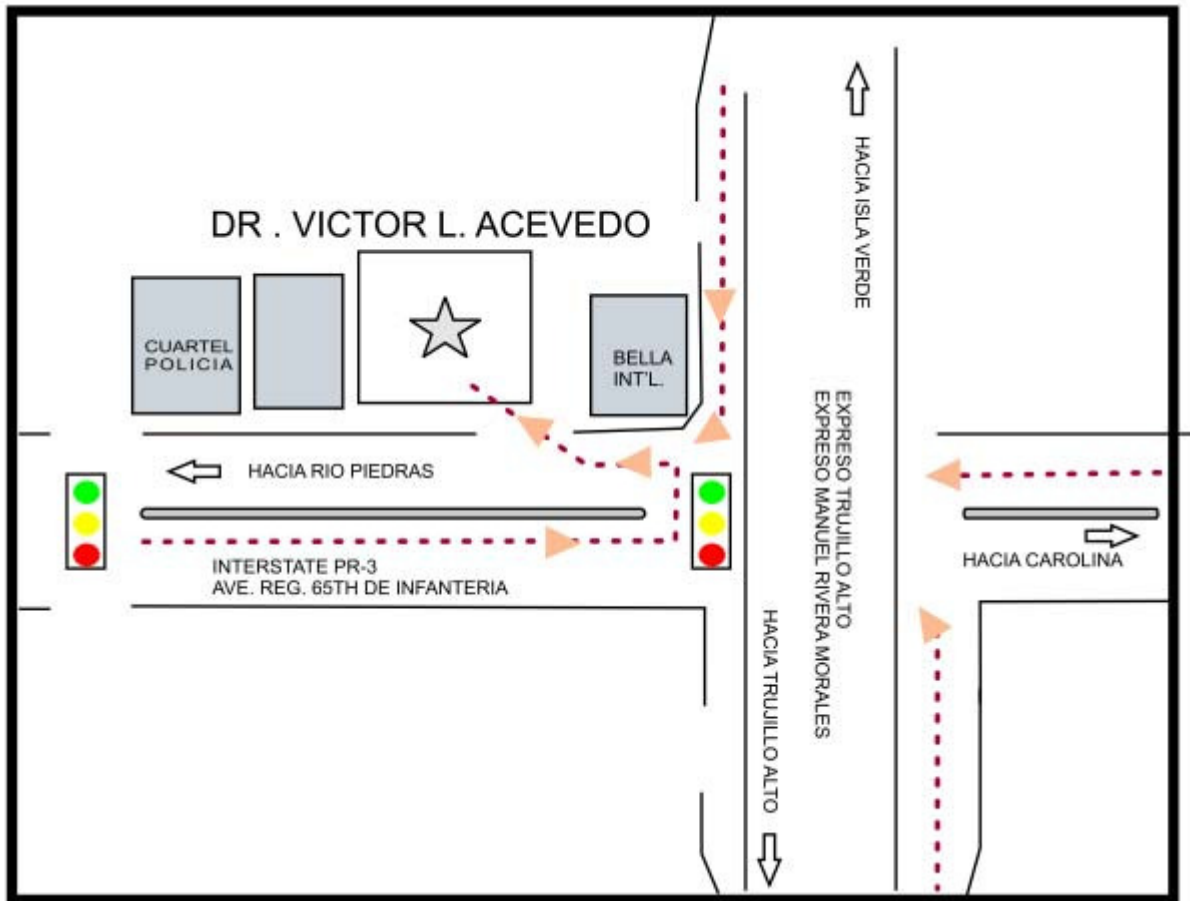 DR . VICTOR L. ACEVEDO
CUARTEL
POLICIA
BELLA
INT'L.
HACIA ISLA VERDE
EXPRESO TRUJILLO ALTO
EXPRESO MANUEL RIVERA MORALES
HACIA RIO PIEDRAS
INTERSTATE PR-3
AVE. REG. 65TH DE INFANTERIA
HACIA CAROLINA
HACIA TRUJILLO ALTO